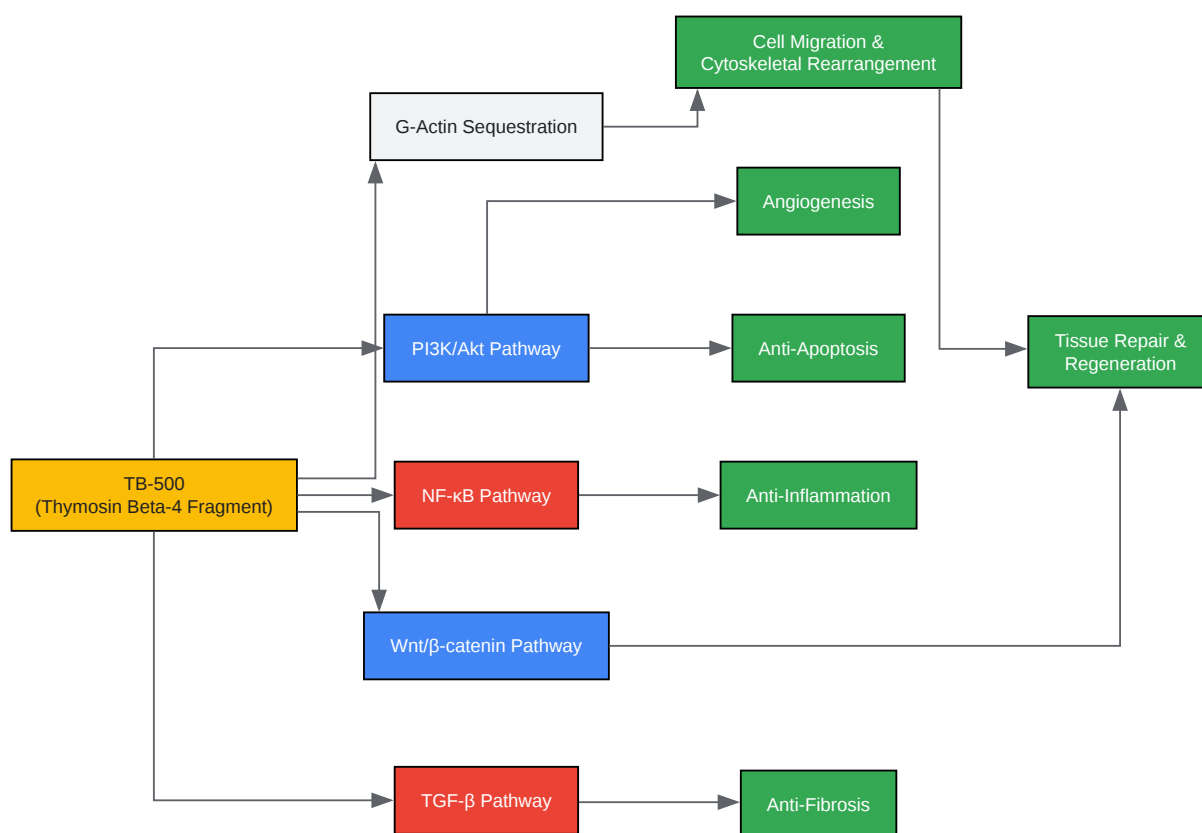 Cell Migration &
Cytoskeletal Rearrangement
G-Actin Sequestration
Angiogenesis
PI3K/Akt Pathway
Anti-Apoptosis
Tissue Repair &
Regeneration
TB-500
(Thymosin Beta-4 Fragment)
NF-κB Pathway
Anti-Inflammation
Wnt/β-catenin Pathway
TGF-β Pathway
Anti-Fibrosis